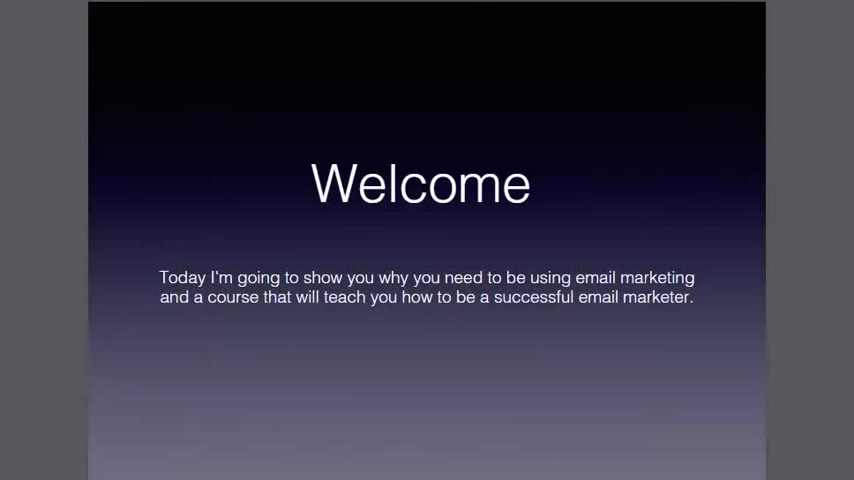 Welcome
Today I'm going to show you why you need to be using email marketing
and a course that will teach you how to be a successful email marketer.